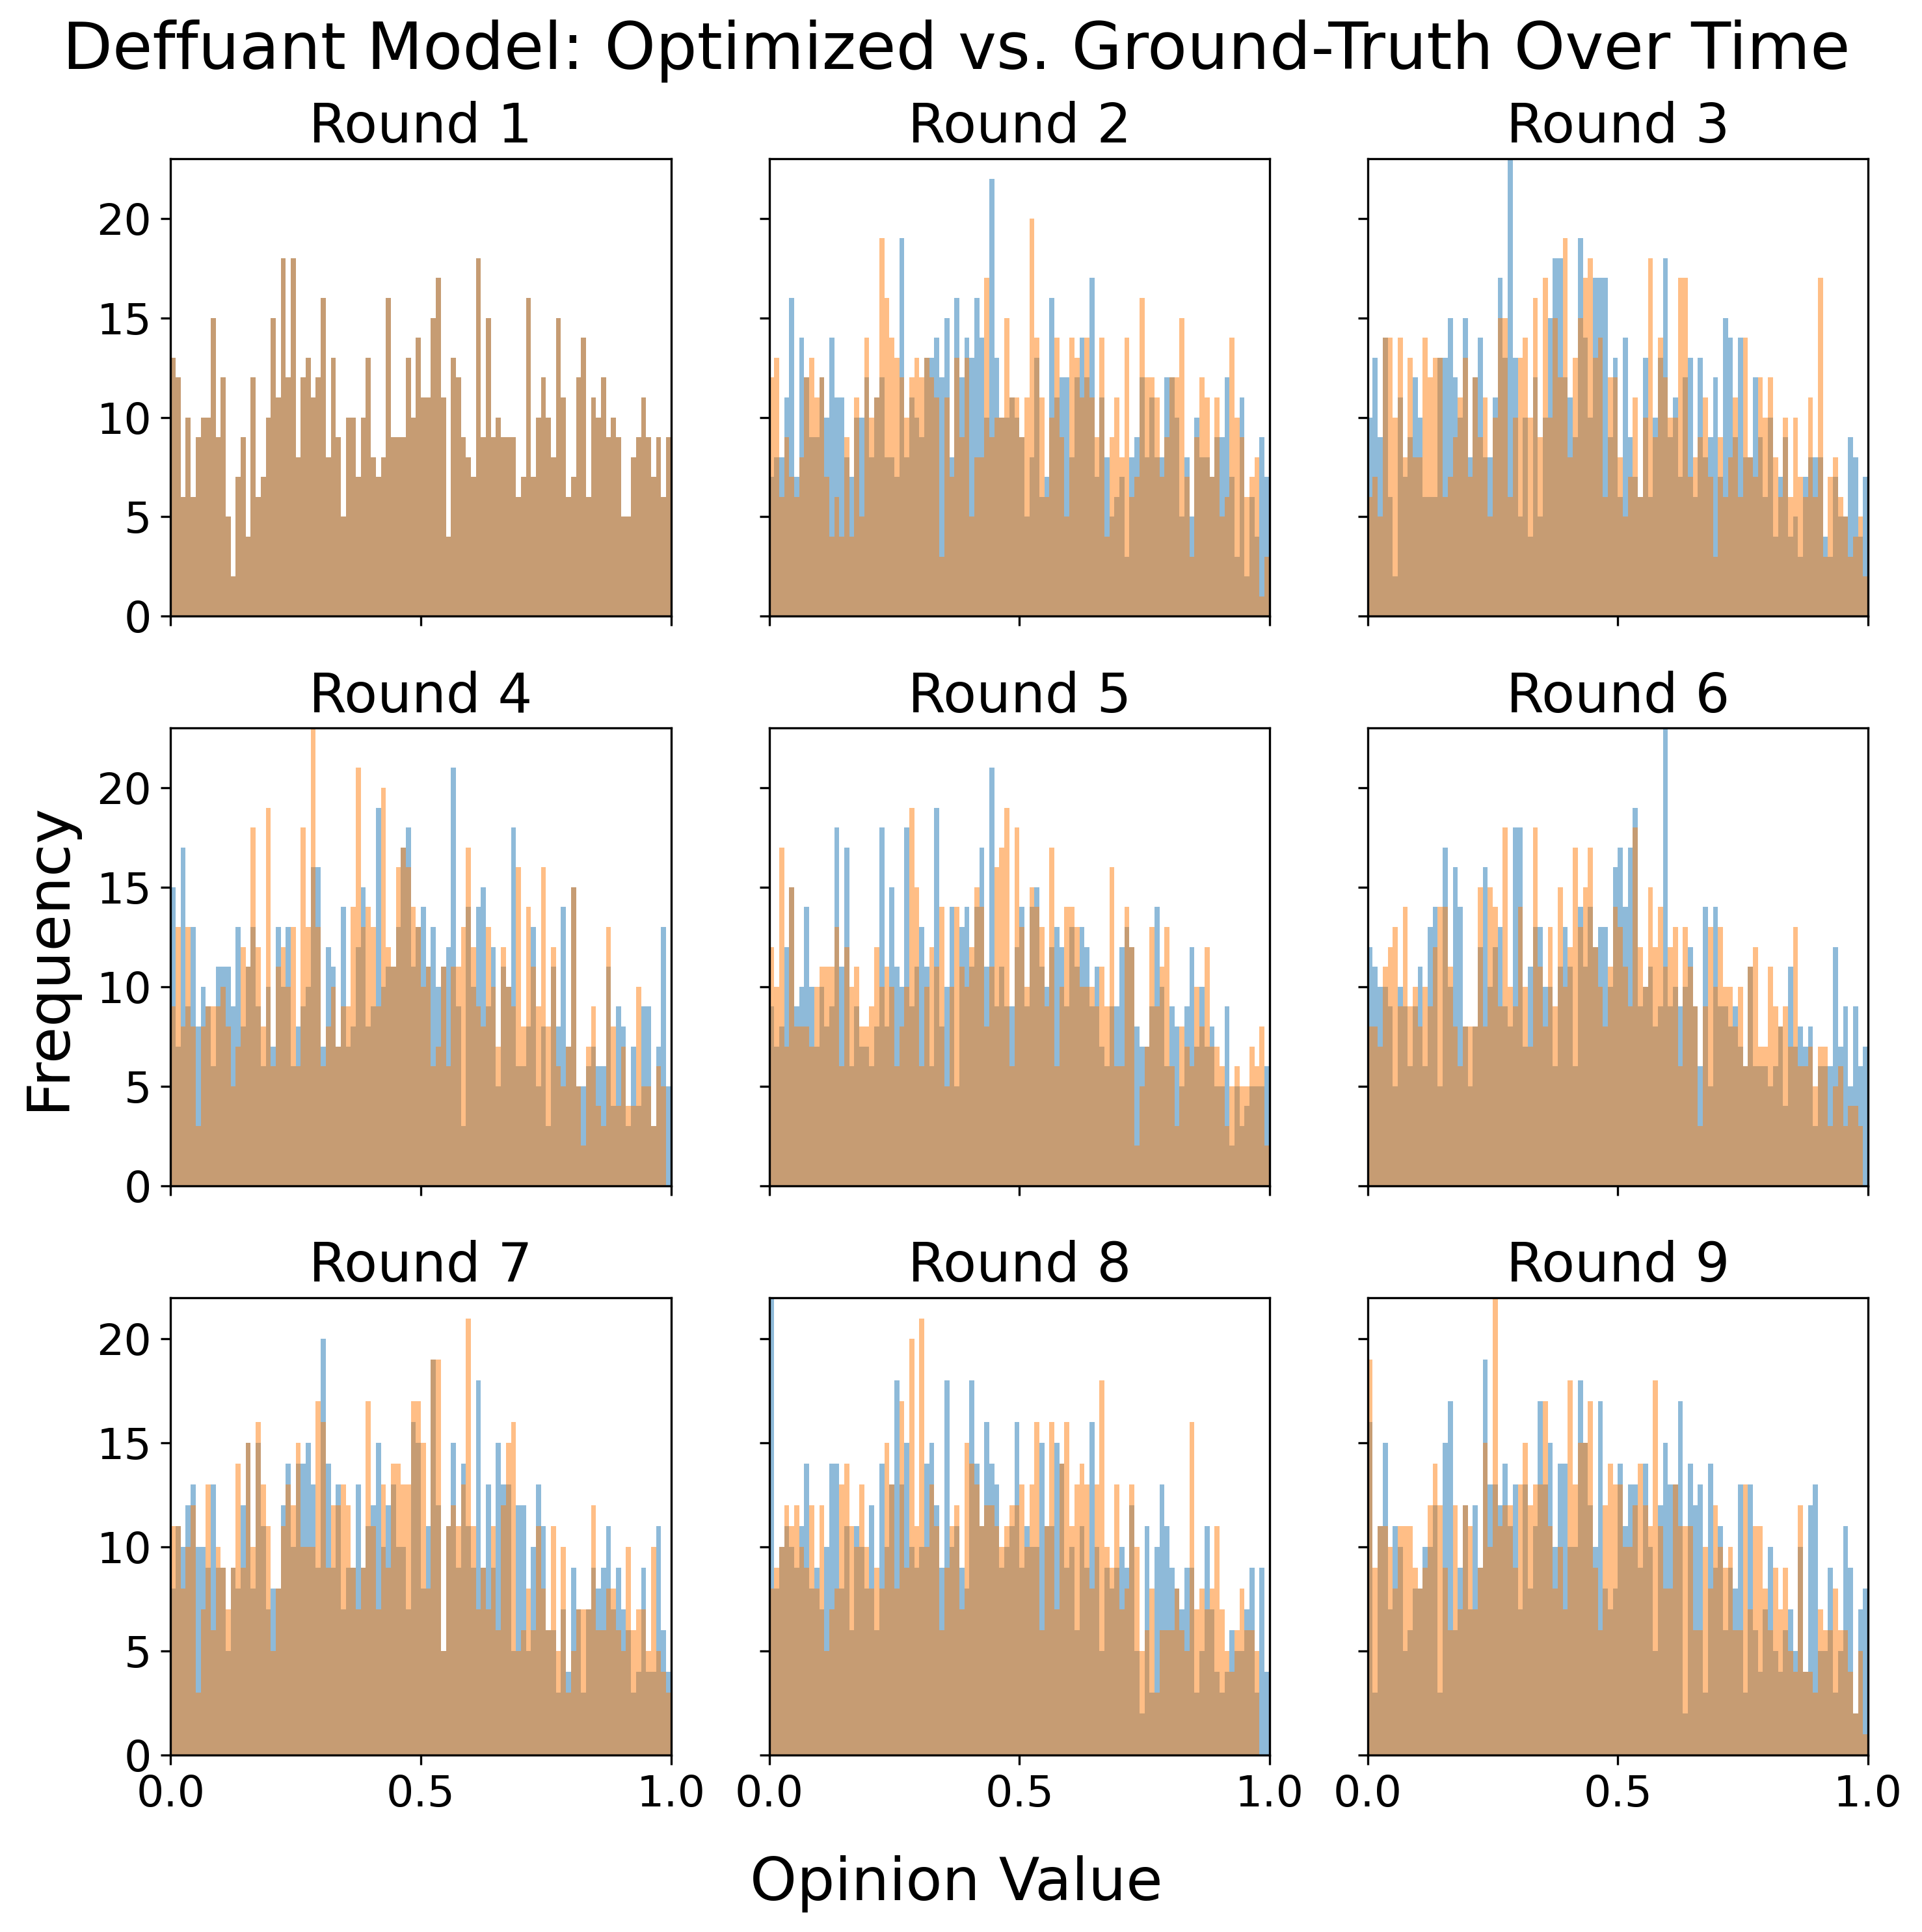 Deffuant Model: Optimized vs. Ground-Truth Over Time
Round 1
Round 2
Round 3
20
15
10
5
0
Round 4
Round 5
Round 6
20
15
10
5
0
Frequency
Round 7
Round 8
Round 9
20
15
10
5
0
0.0 0.5 1.0
0.0 0.5 1.0
0.0 0.5 1.0
Opinion Value